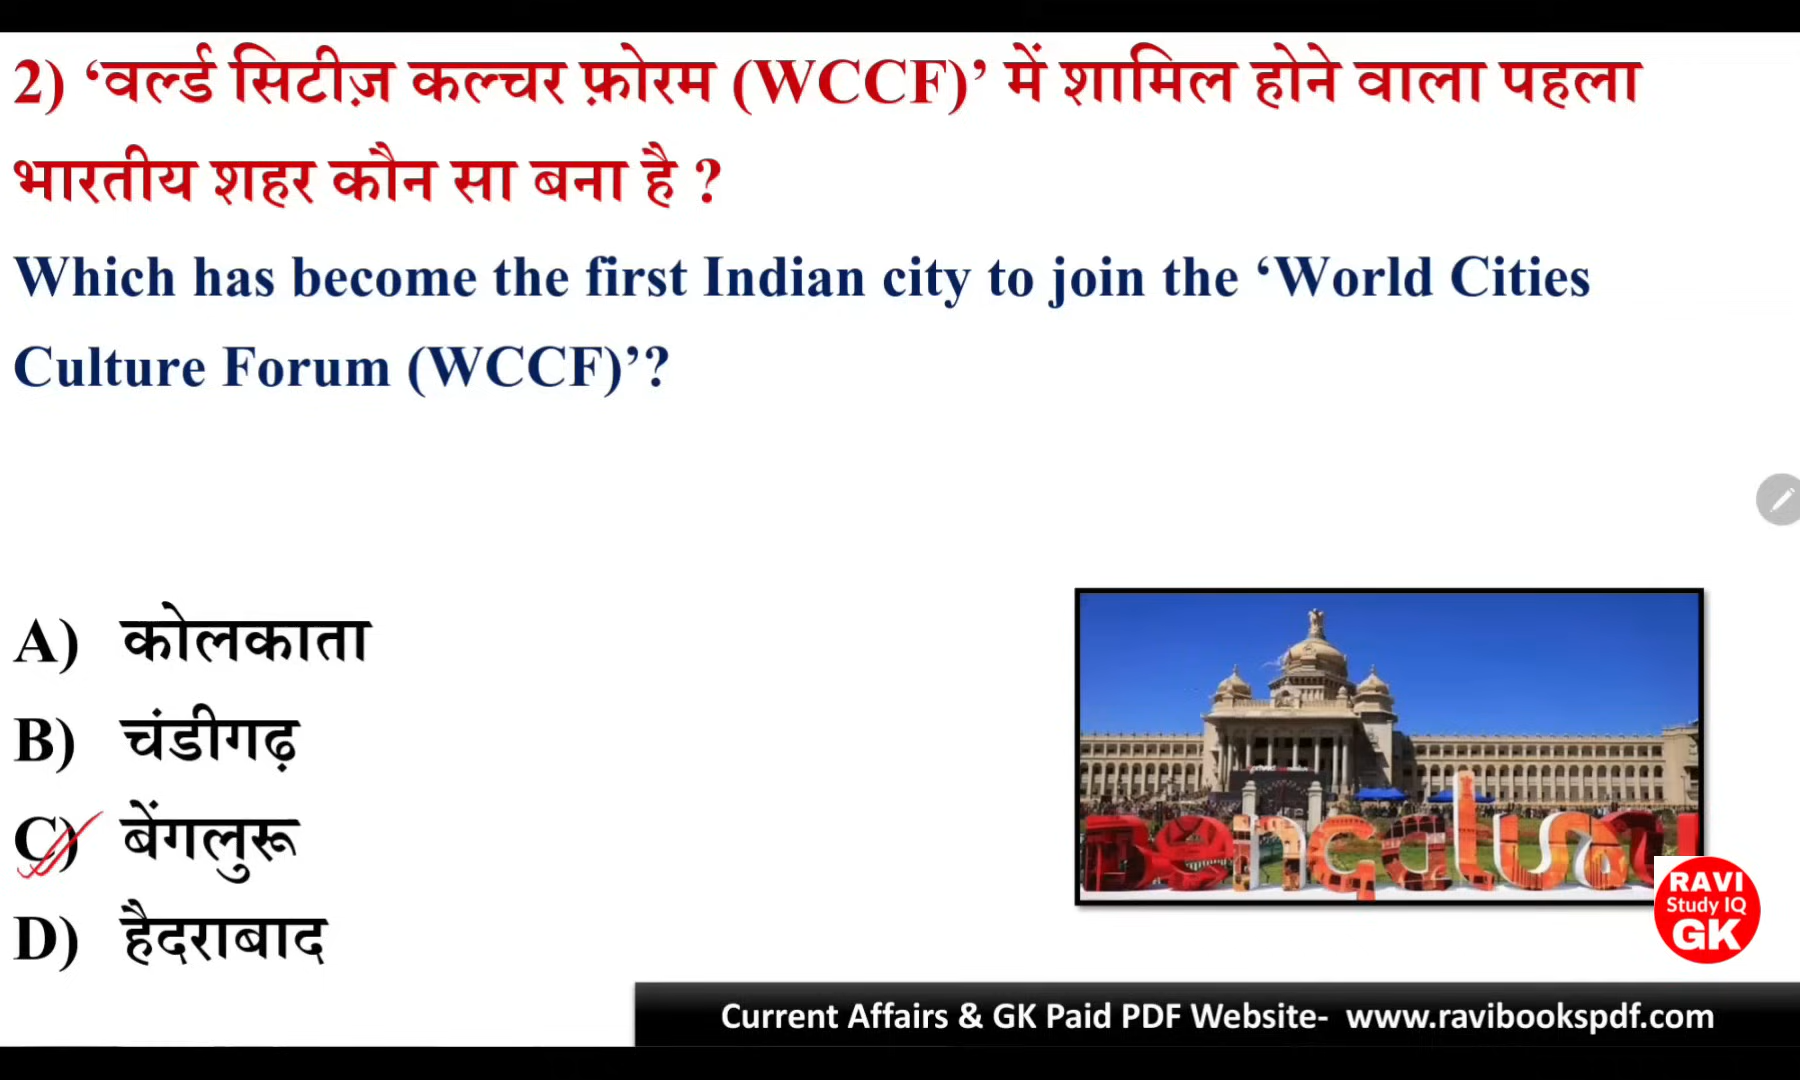 2) ‘वर्ल्ड सिटीज़ कल्चर फ़ोरम (WCCF)’ में शामिल होने वाला पहला
भारतीय शहर कौन सा बना है ?
Which has become the first Indian city to join the ‘World Cities
Culture Forum (WCCF)’?
A) कोलकाता
B) चंडीगढ़
C) बेंगलुरू
D) हैदराबाद
Bengaluru
RAVI
Study IQ
GK
Current Affairs & GK Paid PDF Website- www.ravibookspdf.com